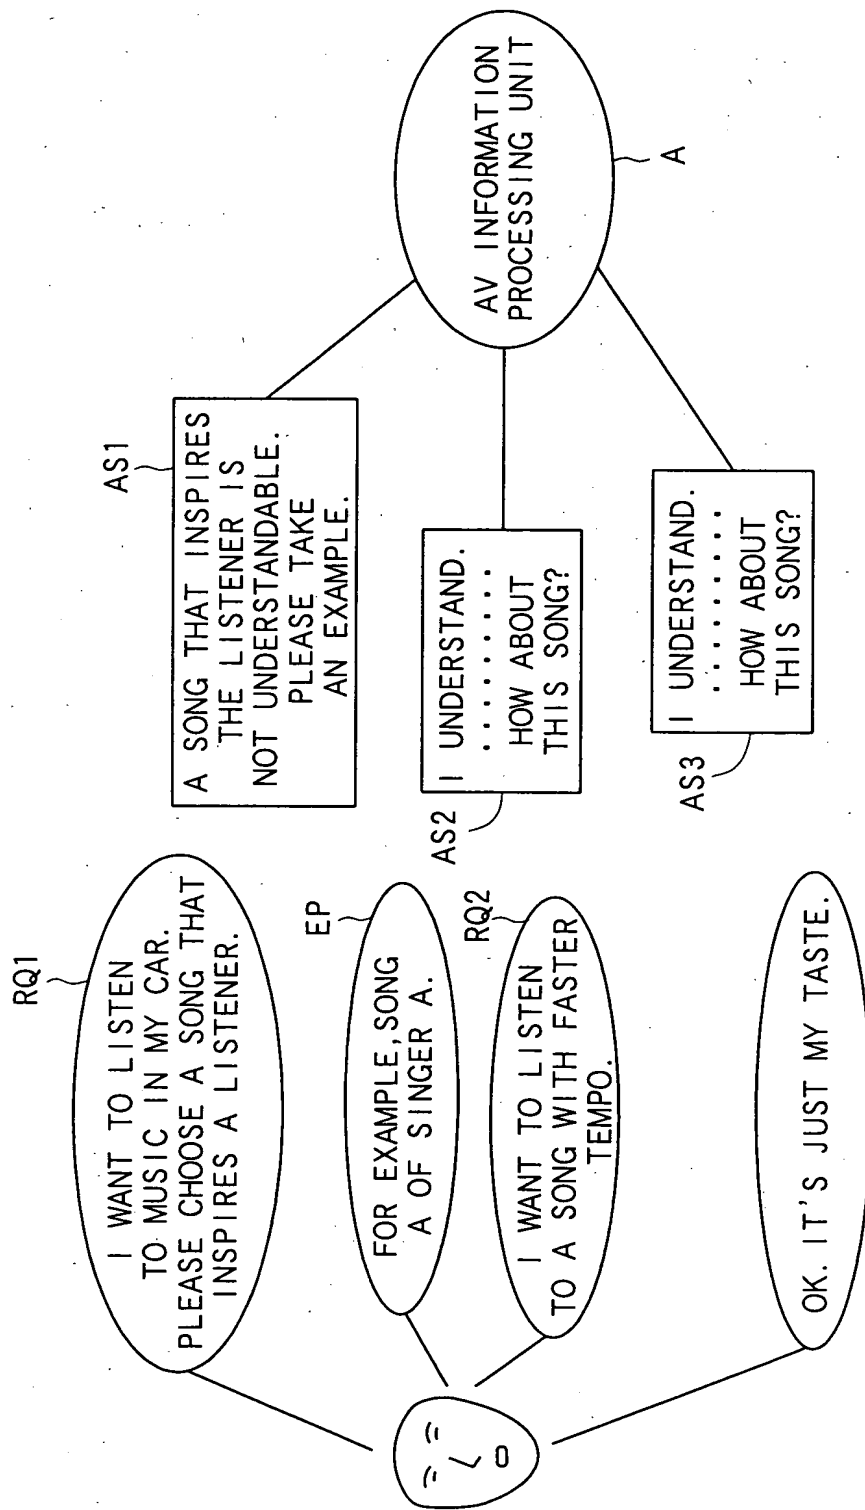 RQ1
I WANT TO LISTEN
TO MUSIC IN MY CAR.
PLEASE CHOOSE A SONG THAT
INSPIRES A LISTENER.
AS1
A SONG THAT INSPIRES
THE LISTENER IS
NOT UNDERSTANDABLE.
PLEASE TAKE
AN EXAMPLE.
EP
FOR EXAMPLE, SONG
A OF SINGER A.
AS2
I UNDERSTAND.
.........
HOW ABOUT
THIS SONG?
RQ2
I WANT TO LISTEN
TO A SONG WITH FASTER
TEMPO.
AS3
I UNDERSTAND.
.........
HOW ABOUT
THIS SONG?
OK. IT'S JUST MY TASTE.
AV INFORMATION
PROCESSING UNIT
A